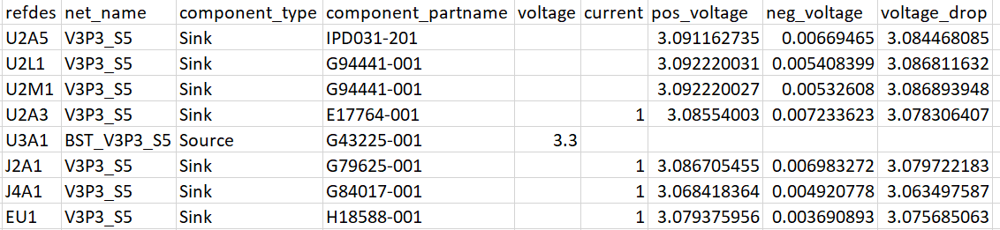 refdes net_name component_type component_partname voltage current pos_voltage neg_voltage voltage_drop
U2A5 V3P3_S5 Sink IPD031-201 3.091162735 0.00669465 3.084468085
U2L1 V3P3_S5 Sink G94441-001 3.092220031 0.005408399 3.086811632
U2M1 V3P3_S5 Sink G94441-001 3.092220027 0.00532608 3.086893948
U2A3 V3P3_S5 Sink E17764-001 1 3.08554003 0.007233623 3.078306407
U3A1 BST_V3P3_S5 Source G43225-001 3.3
J2A1 V3P3_S5 Sink G79625-001 1 3.086705455 0.006983272 3.079722183
J4A1 V3P3_S5 Sink G84017-001 1 3.068418364 0.004920778 3.063497587
EU1 V3P3_S5 Sink H18588-001 1 3.079375956 0.003690893 3.075685063